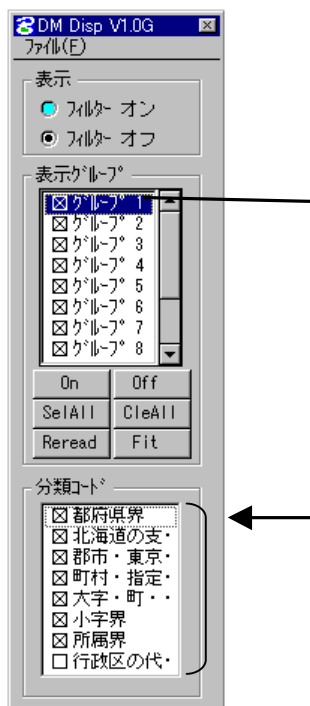 DM Disp V1.0G
ﾌｧｲﾙ(F)
表示
ﾌｨﾙﾀｰ オン
ﾌｨﾙﾀｰ オフ
表示ｸﾞﾙｰﾌﾟ
ｸﾞﾙｰﾌﾟ 1
ｸﾞﾙｰﾌﾟ 2
ｸﾞﾙｰﾌﾟ 3
ｸﾞﾙｰﾌﾟ 4
ｸﾞﾙｰﾌﾟ 5
ｸﾞﾙｰﾌﾟ 6
ｸﾞﾙｰﾌﾟ 7
ｸﾞﾙｰﾌﾟ 8
On Off
SelAll CleAll
Reread Fit
分類ｺｰﾄﾞ
都府県界
北海道の支・
郡市・東京・
町村・指定・
大字・町・・
小字界
所属界
行政区の代・